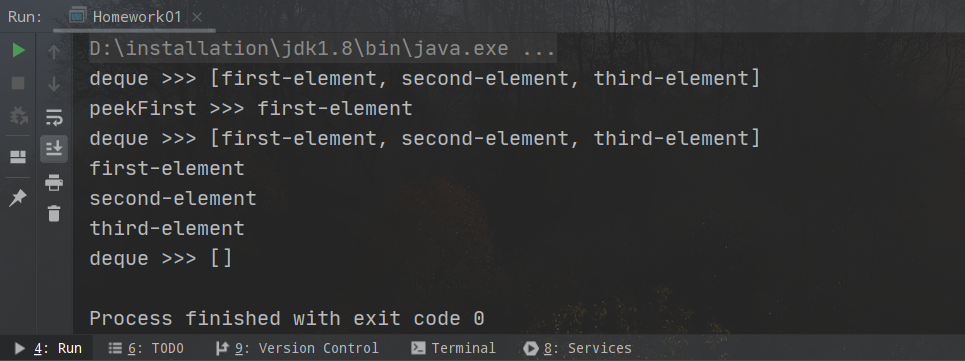 Run: Homework01
D:\installation\jdk1.8\bin\java.exe ...
deque >>> [first-element, second-element, third-element]
peekFirst >>> first-element
deque >>> [first-element, second-element, third-element]
first-element
second-element
third-element
deque >>> []
Process finished with exit code 0
4: Run 6: TODO 9: Version Control Terminal 8: Services